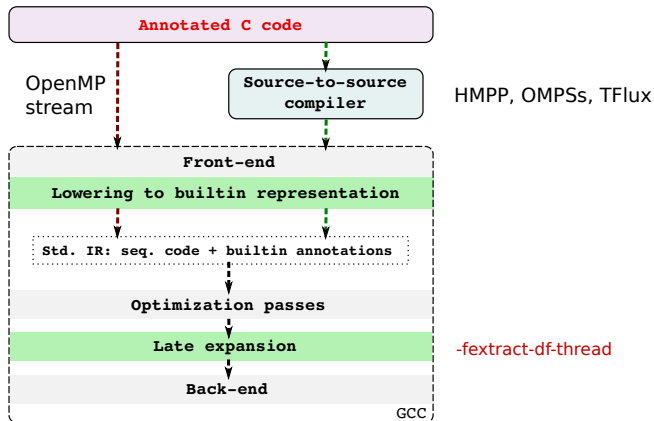 Annotated C code
OpenMP
stream
Source-to-source
compiler
HMPP, OMPSs, TFlux
Front-end
Lowering to builtin representation
Std. IR: seq. code + builtin annotations
Optimization passes
Late expansion
-fextract-df-thread
Back-end
GCC